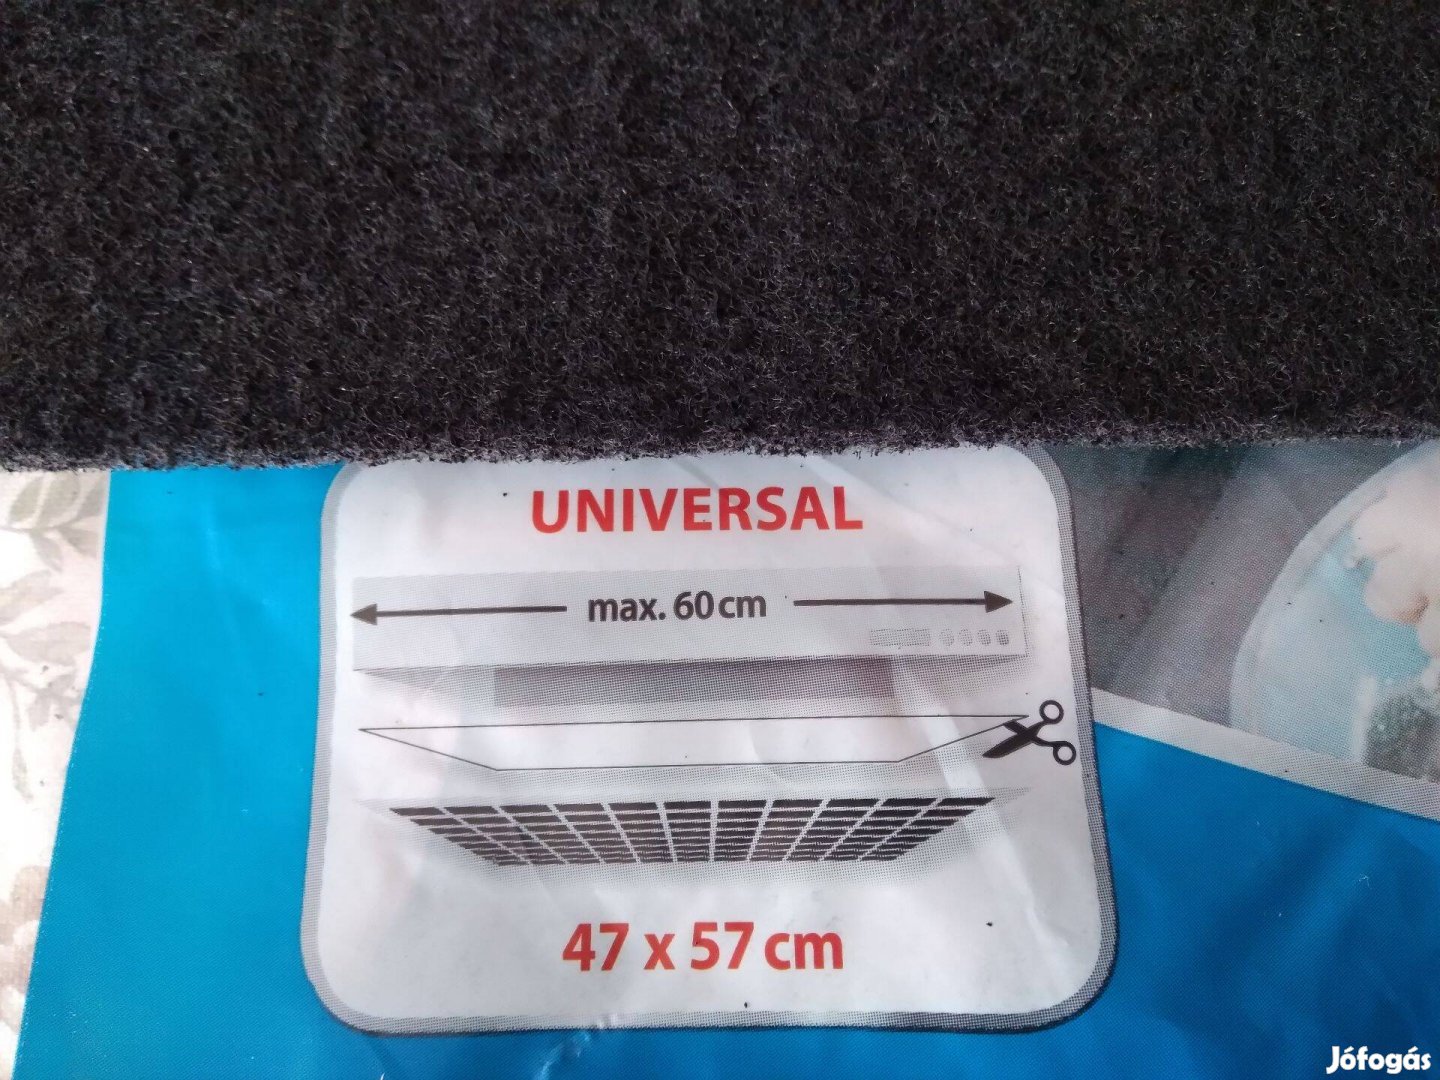 UNIVERSAL
max. 60 cm
47 x 57 cm
Jófogás